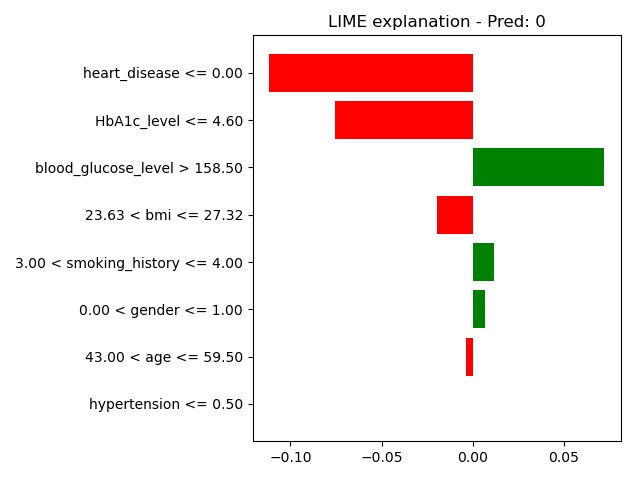 LIME explanation - Pred: 0
heart_disease <= 0.00
HbA1c_level <= 4.60
blood_glucose_level > 158.50
23.63 < bmi <= 27.32
3.00 < smoking_history <= 4.00
0.00 < gender <= 1.00
43.00 < age <= 59.50
hypertension <= 0.50
−0.10 −0.05 0.00 0.05